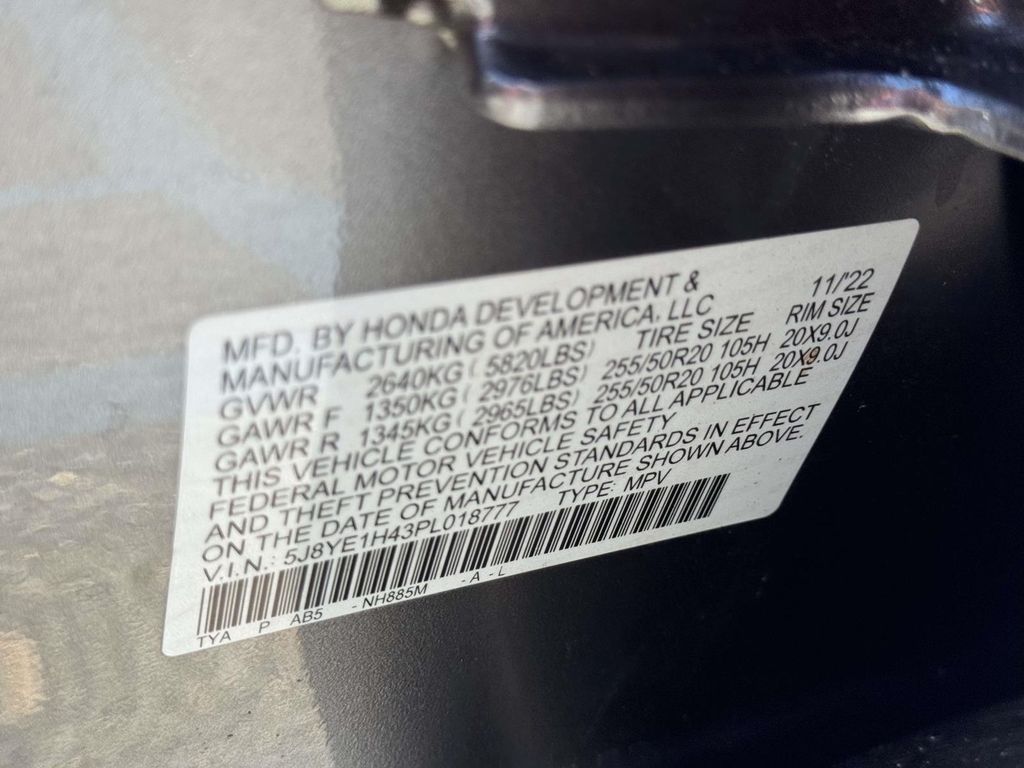 MFD. BY HONDA DEVELOPMENT & 11/'22
MANUFACTURING OF AMERICA, LLC
GVWR 2640KG ( 5820LBS) TIRE SIZE RIM SIZE
GAWR F 1350KG ( 2976LBS) 255/50R20 105H 20X9.0J
GAWR R 1345KG ( 2965LBS) 255/50R20 105H 20X9.0J
THIS VEHICLE CONFORMS TO ALL APPLICABLE
FEDERAL MOTOR VEHICLE SAFETY
AND THEFT PREVENTION STANDARDS IN EFFECT
ON THE DATE OF MANUFACTURE SHOWN ABOVE.
V.I.N.: 5J8YE1H43PL018777 TYPE: MPV
TYA P AB5 - NH885M - A - L